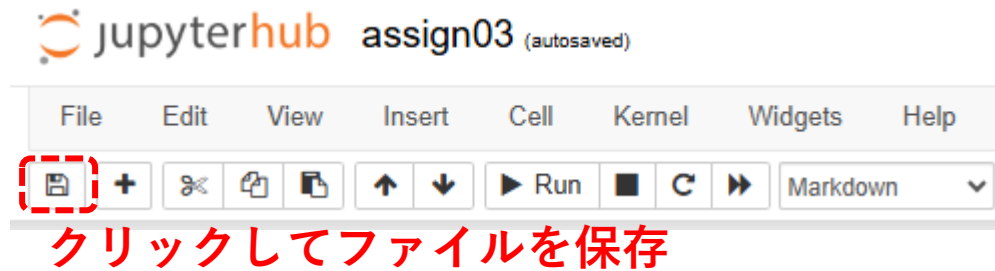 jupyterhub assign03 (autosaved)
File Edit View Insert Cell Kernel Widgets Help
Run Markdown
クリックしてファイルを保存